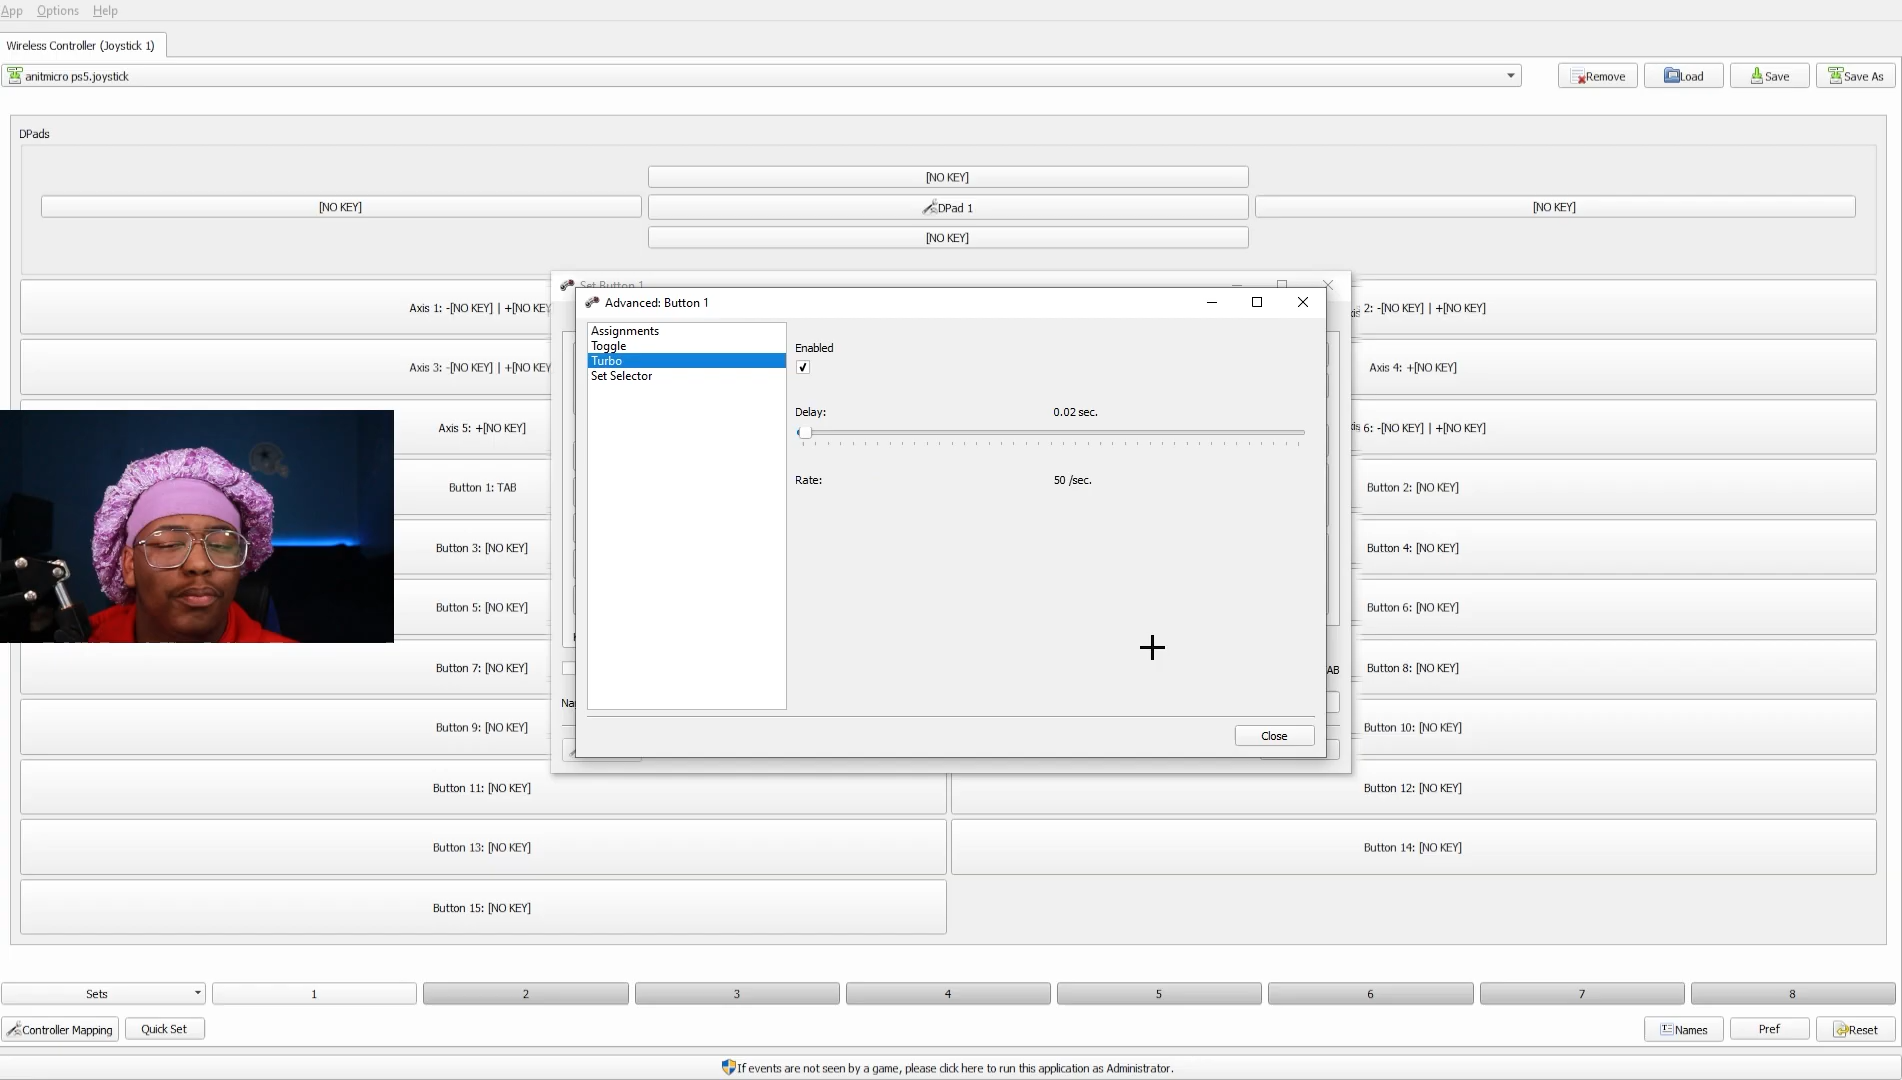 App Options Help
Wireless Controller (Joystick 1)
anitmicro ps5.joystick
Remove Load Save Save As
DPads
[NO KEY]
[NO KEY] DPad 1 [NO KEY]
[NO KEY]
Set Button 1
Axis 1: -[NO KEY] | +[NO KEY 2: -[NO KEY] | +[NO KEY]
Axis 3: -[NO KEY] | +[NO KEY Axis 4: +[NO KEY]
Axis 5: +[NO KEY] 6: -[NO KEY] | +[NO KEY]
Button 1: TAB Button 2: [NO KEY]
Button 3: [NO KEY] Button 4: [NO KEY]
Button 5: [NO KEY] Button 6: [NO KEY]
Button 7: [NO KEY] AB Button 8: [NO KEY]
Button 9: [NO KEY] Button 10: [NO KEY]
Button 11: [NO KEY] Button 12: [NO KEY]
Button 13: [NO KEY] Button 14: [NO KEY]
Button 15: [NO KEY]
Advanced: Button 1
Assignments
Toggle
Turbo
Set Selector
Enabled
Delay: 0.02 sec.
Rate: 50 /sec.
Close
Sets 1 2 3 4 5 6 7 8
Controller Mapping Quick Set Names Pref Reset
If events are not seen by a game, please click here to run this application as Administrator.